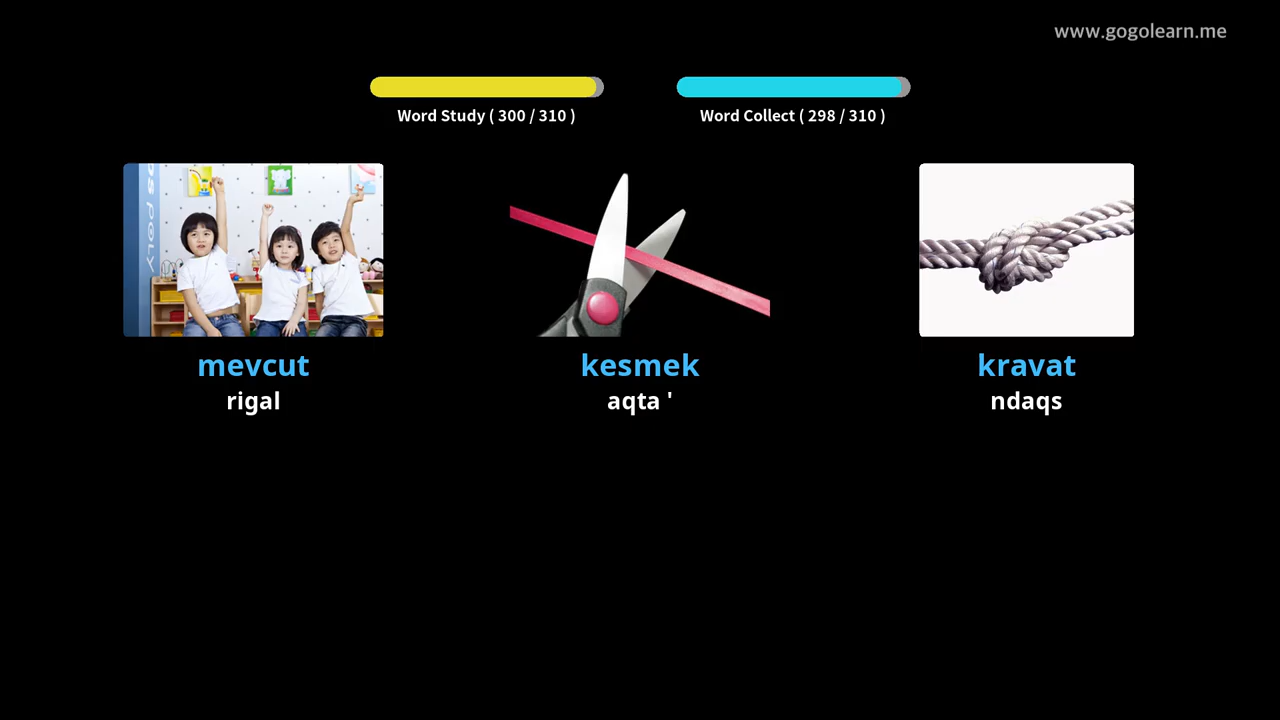 www.gogolearn.me
Word Study ( 300 / 310 )
Word Collect ( 298 / 310 )
mevcut
rigal
kesmek
aqta '
kravat
ndaqs